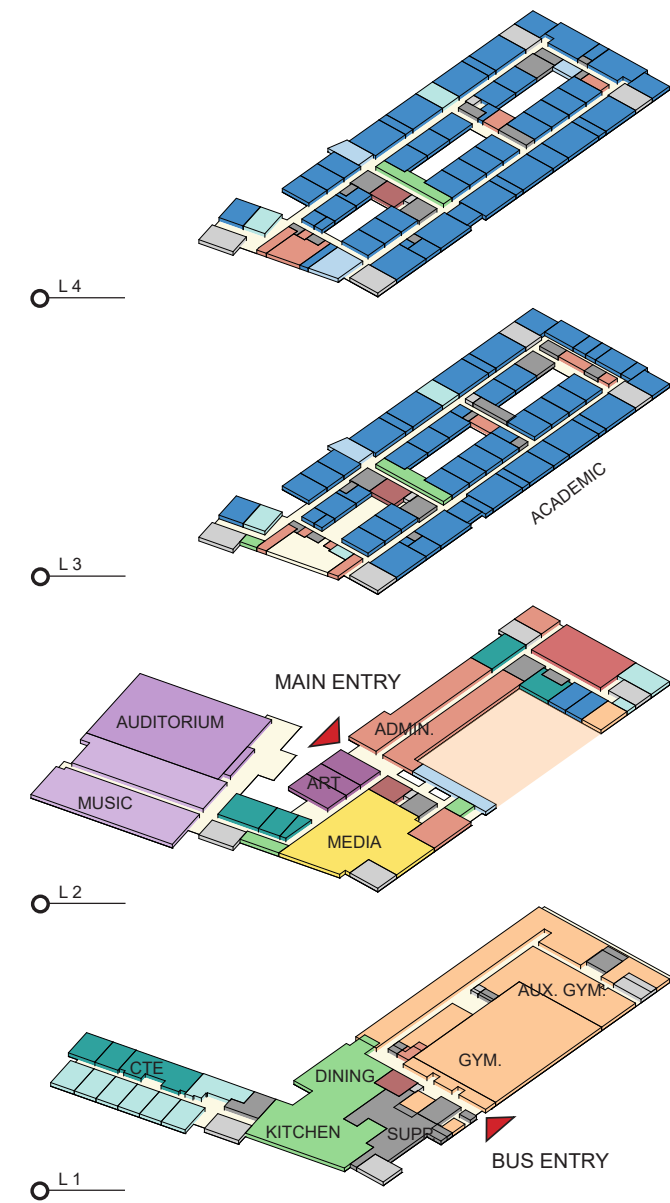 L 4
L 3
ACADEMIC
MAIN ENTRY
AUDITORIUM
ADMIN.
ART
MUSIC
MEDIA
L 2
AUX. GYM.
GYM.
CTE
DINING
KITCHEN
SUPP.
BUS ENTRY
L 1